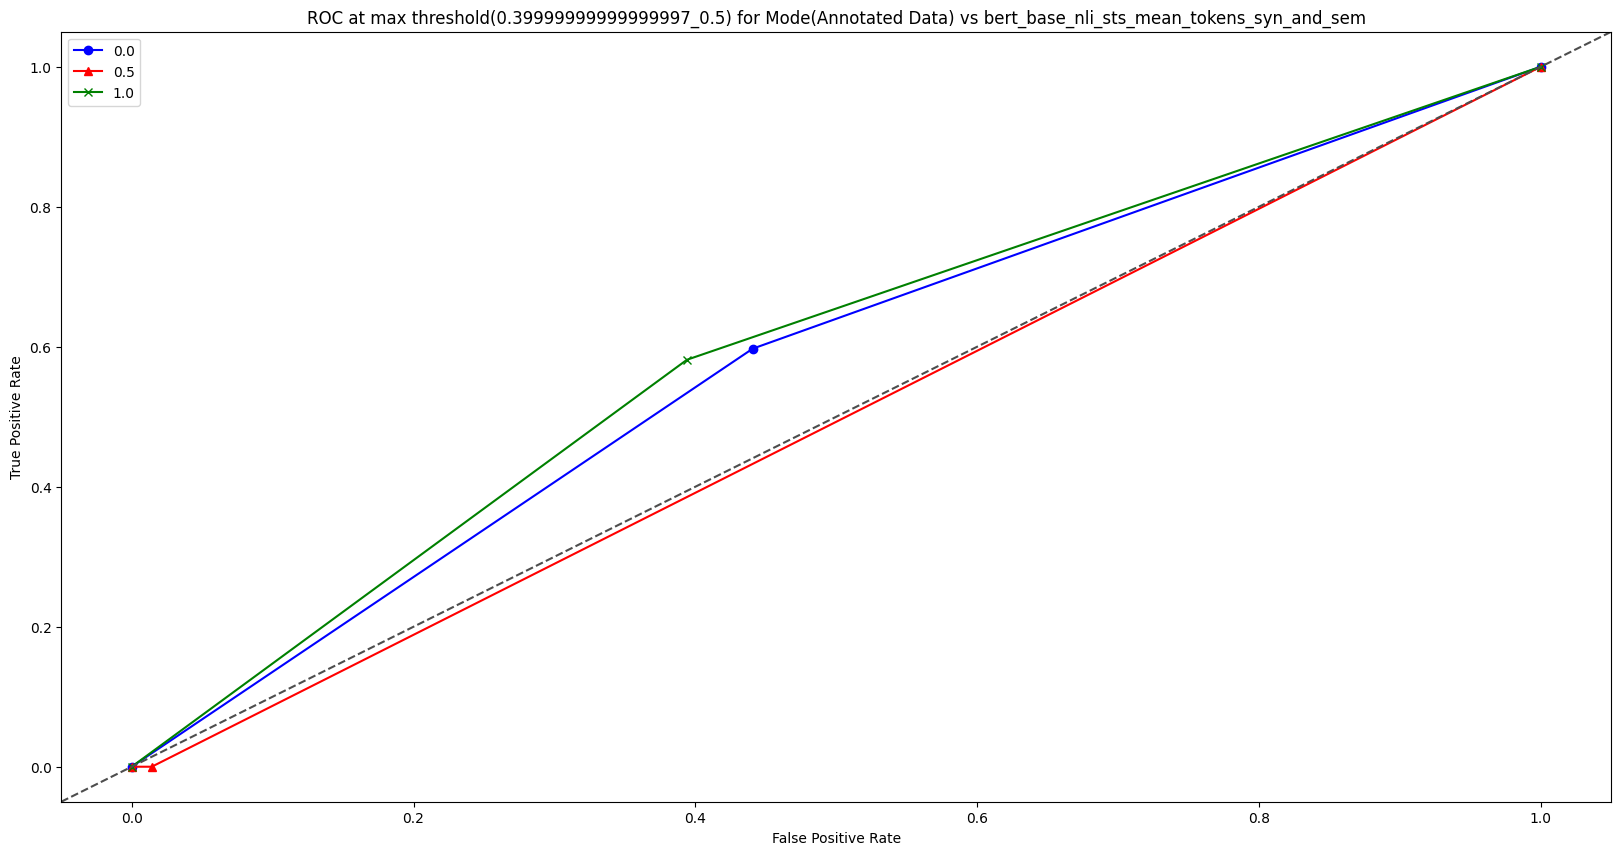 ROC at max threshold(0.39999999999999997_0.5) for Mode(Annotated Data) vs bert_base_nli_sts_mean_tokens_syn_and_sem
0.0
0.5
1.0
True Positive Rate
1.0
0.8
0.6
0.4
0.2
0.0
0.0 0.2 0.4 0.6 0.8 1.0
False Positive Rate